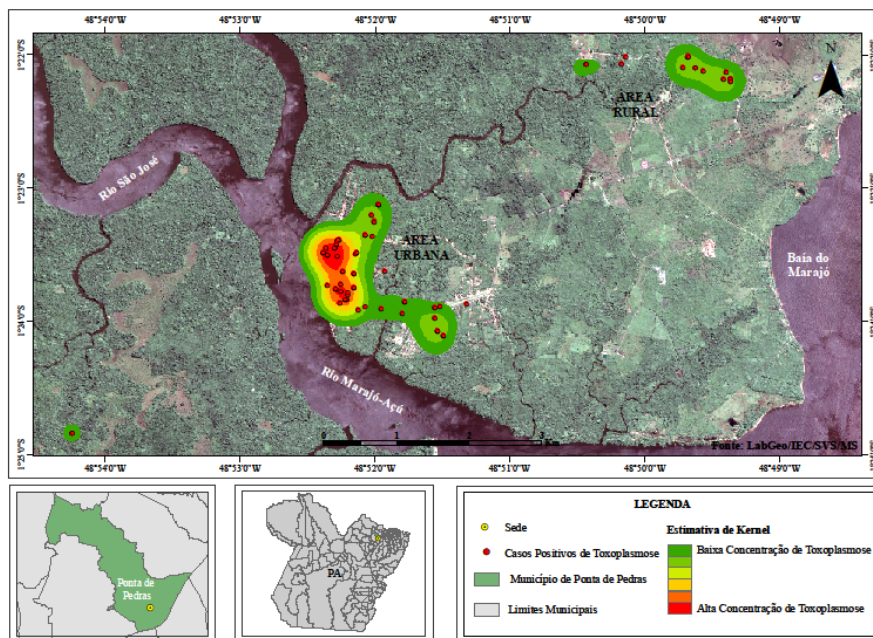 48°54'0"W
48°53'0"W
48°52'0"W
48°51'0"W
48°50'0"W
48°49'0"W
1°22'0"S
N
ÁREA
RURAL
Rio São José
1°23'0"S
ÁREA
URBANA
Baía do
Marajó
1°24'0"S
Rio Marajó-Açú
0
1
2
3
Km
Fonte: LabGeo/IEC/SVS/MS
1°25'0"S
48°54'0"W
48°53'0"W
48°52'0"W
48°51'0"W
48°50'0"W
48°49'0"W
Ponta de
Pedras
PA
LEGENDA
Sede
Casos Positivos de Toxoplasmose
Município de Ponta de Pedras
Limites Municipais
Estimativa de Kernel
Baixa Concentração de Toxoplasmose
Alta Concentração de Toxoplasmose